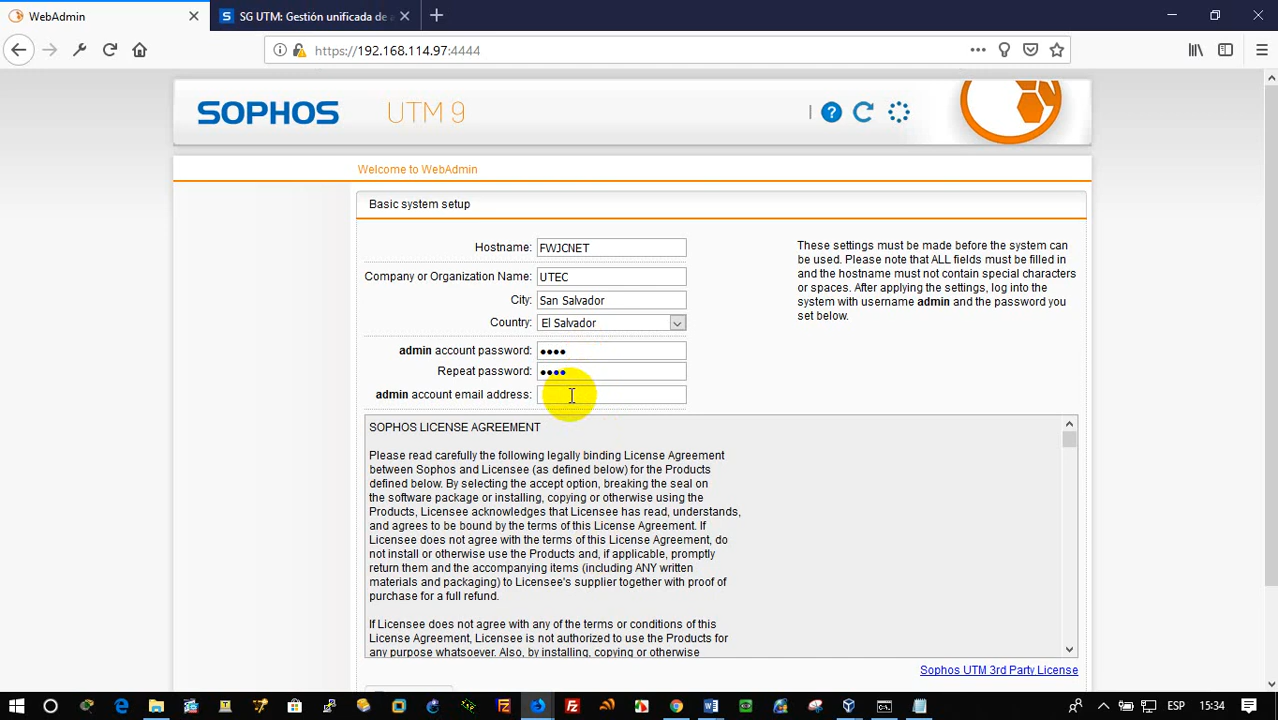 WebAdmin
SG UTM: Gestión unificada de a
https://192.168.114.97:4444
SOPHOS UTM 9
Welcome to WebAdmin
Basic system setup
Hostname: FWJCNET
Company or Organization Name: UTEC
City: San Salvador
Country: El Salvador
admin account password:
Repeat password:
admin account email address:
These settings must be made before the system can
be used. Please note that ALL fields must be filled in
and the hostname must not contain special characters
or spaces. After applying the settings, log into the
system with username admin and the password you
set below.
SOPHOS LICENSE AGREEMENT
Please read carefully the following legally binding License Agreement
between Sophos and Licensee (as defined below) for the Products
defined below. By selecting the accept option, breaking the seal on
the software package or installing, copying or otherwise using the
Products, Licensee acknowledges that Licensee has read, understands,
and agrees to be bound by the terms of this License Agreement. If
Licensee does not agree with the terms of this License Agreement, do
not install or otherwise use the Products and, if applicable, promptly
return them and the accompanying items (including ANY written
materials and packaging) to Licensee's supplier together with proof of
purchase for a full refund.
If Licensee does not agree with any of the terms or conditions of this
License Agreement, Licensee is not authorized to use the Products for
any purpose whatsoever. Also, by installing, copying or otherwise
Sophos UTM 3rd Party License
ESP 15:34